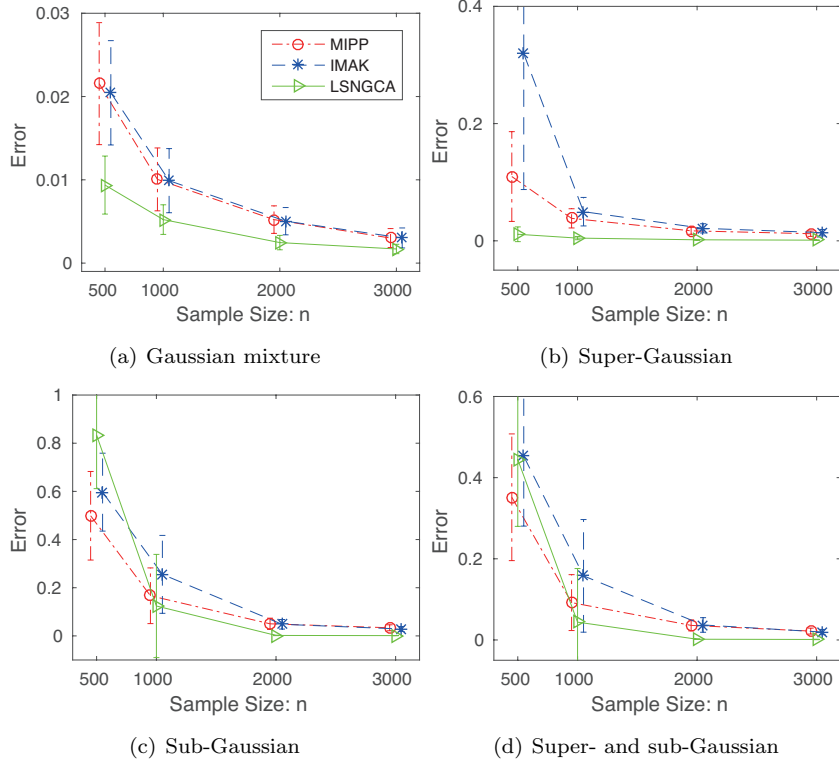 0.03
0.02
0.01
0
Error
500
1000
2000
3000
Sample Size: n
MIPP
IMAK
LSNGCA
(a) Gaussian mixture
0.4
0.2
0
Error
500
1000
2000
3000
Sample Size: n
(b) Super-Gaussian
1
0.8
0.6
0.4
0.2
0
Error
500
1000
2000
3000
Sample Size: n
(c) Sub-Gaussian
0.6
0.4
0.2
0
Error
500
1000
2000
3000
Sample Size: n
(d) Super- and sub-Gaussian